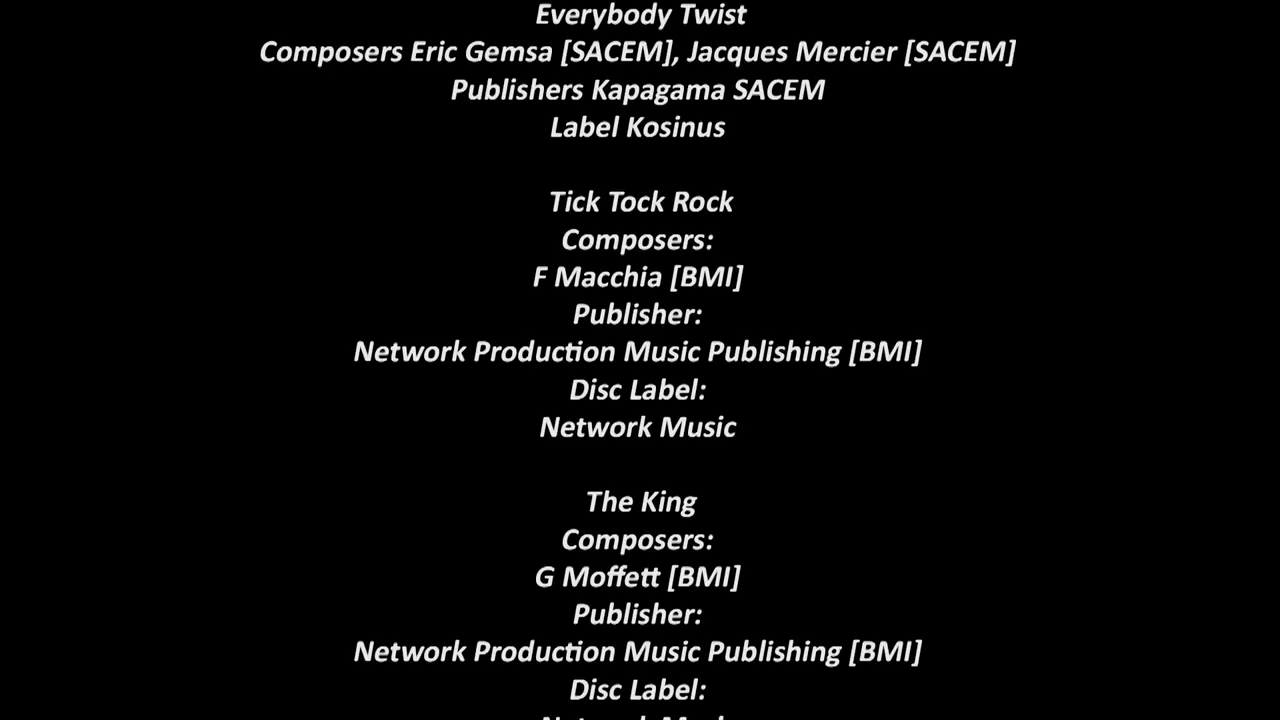 Everybody Twist
Composers Eric Gemsa [SACEM], Jacques Mercier [SACEM]
Publishers Kapagama SACEM
Label Kosinus
Tick Tock Rock
Composers:
F Macchia [BMI]
Publisher:
Network Production Music Publishing [BMI]
Disc Label:
Network Music
The King
Composers:
G Moffett [BMI]
Publisher:
Network Production Music Publishing [BMI]
Disc Label: